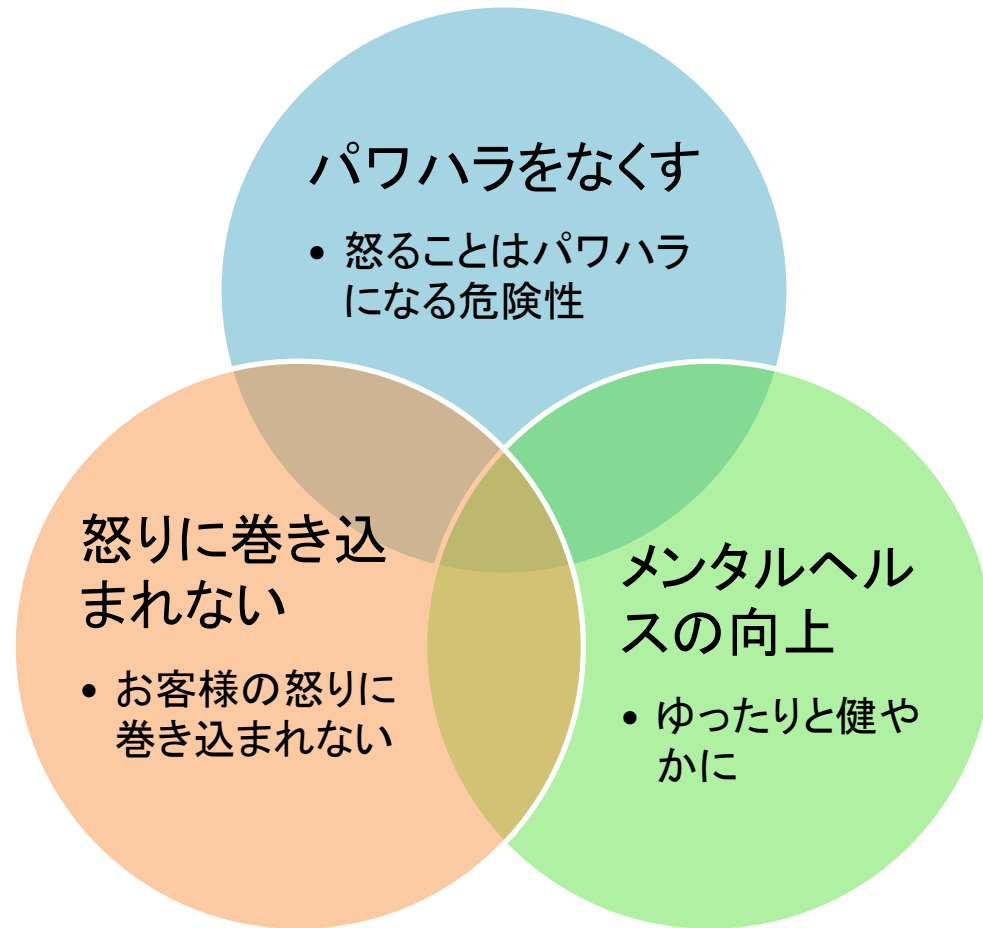 パワハラをなくす
• 怒ることはパワハラ
になる危険性
怒りに巻き込
まれない
• お客様の怒りに
巻き込まれない
メンタルヘル
スの向上
• ゆったりと健や
かに